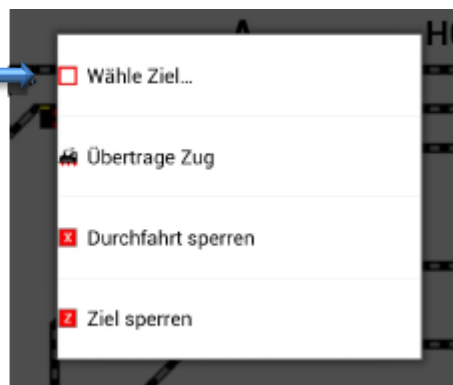 A
H
Wähle Ziel...
Übertrage Zug
X Durchfahrt sperren
Z Ziel sperren